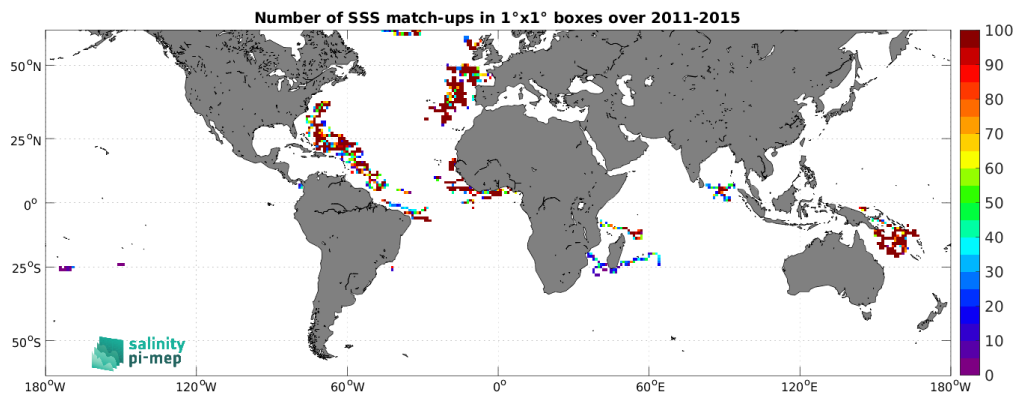 Number of SSS match-ups in 1°x1° boxes over 2011-2015
100
90
80
70
60
50
40
30
20
10
0
50°N
25°N
0°
25°S
50°S
salinity
pi-mep
180°W 120°W 60°W 0° 60°E 120°E 180°W